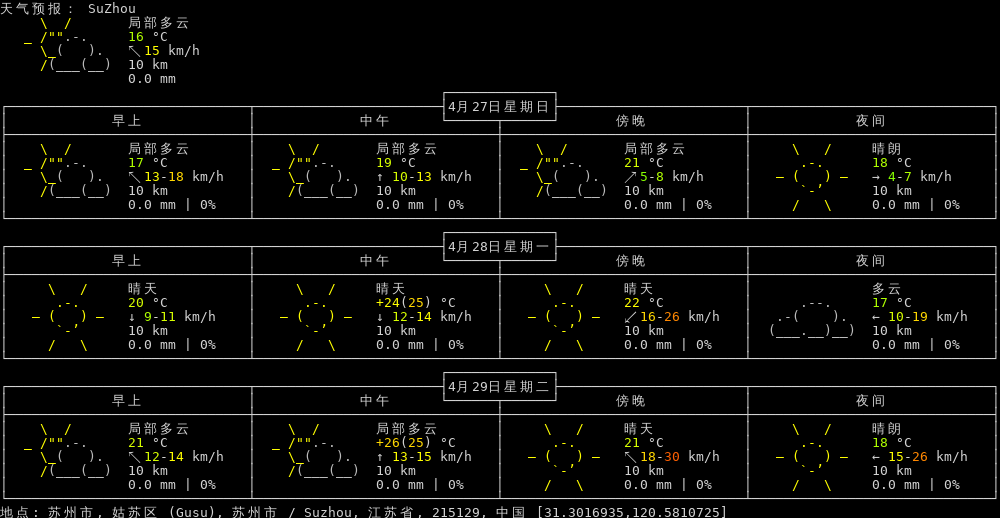 天气预报: SuZhou
局部多云
16 °C
↖15 km/h
10 km
0.0 mm
4月27日星期日
早上 中午 傍晚 夜间
局部多云 局部多云 局部多云 晴朗
17 °C 19 °C 21 °C 18 °C
↖13-18 km/h ↑ 10-13 km/h ↗5-8 km/h → 4-7 km/h
10 km 10 km 10 km 10 km
0.0 mm | 0% 0.0 mm | 0% 0.0 mm | 0% 0.0 mm | 0%
4月28日星期一
早上 中午 傍晚 夜间
晴天 晴天 晴天 多云
20 °C +24(25) °C 22 °C 17 °C
↓ 9-11 km/h ↓ 12-14 km/h ↙16-26 km/h ← 10-19 km/h
10 km 10 km 10 km 10 km
0.0 mm | 0% 0.0 mm | 0% 0.0 mm | 0% 0.0 mm | 0%
4月29日星期二
早上 中午 傍晚 夜间
局部多云 局部多云 晴天 晴朗
21 °C +26(25) °C 21 °C 18 °C
↖12-14 km/h ↑ 13-15 km/h ↖18-30 km/h ← 15-26 km/h
10 km 10 km 10 km 10 km
0.0 mm | 0% 0.0 mm | 0% 0.0 mm | 0% 0.0 mm | 0%
地点: 苏州市, 姑苏区 (Gusu), 苏州市 / Suzhou, 江苏省, 215129, 中国 [31.3016935,120.5810725]